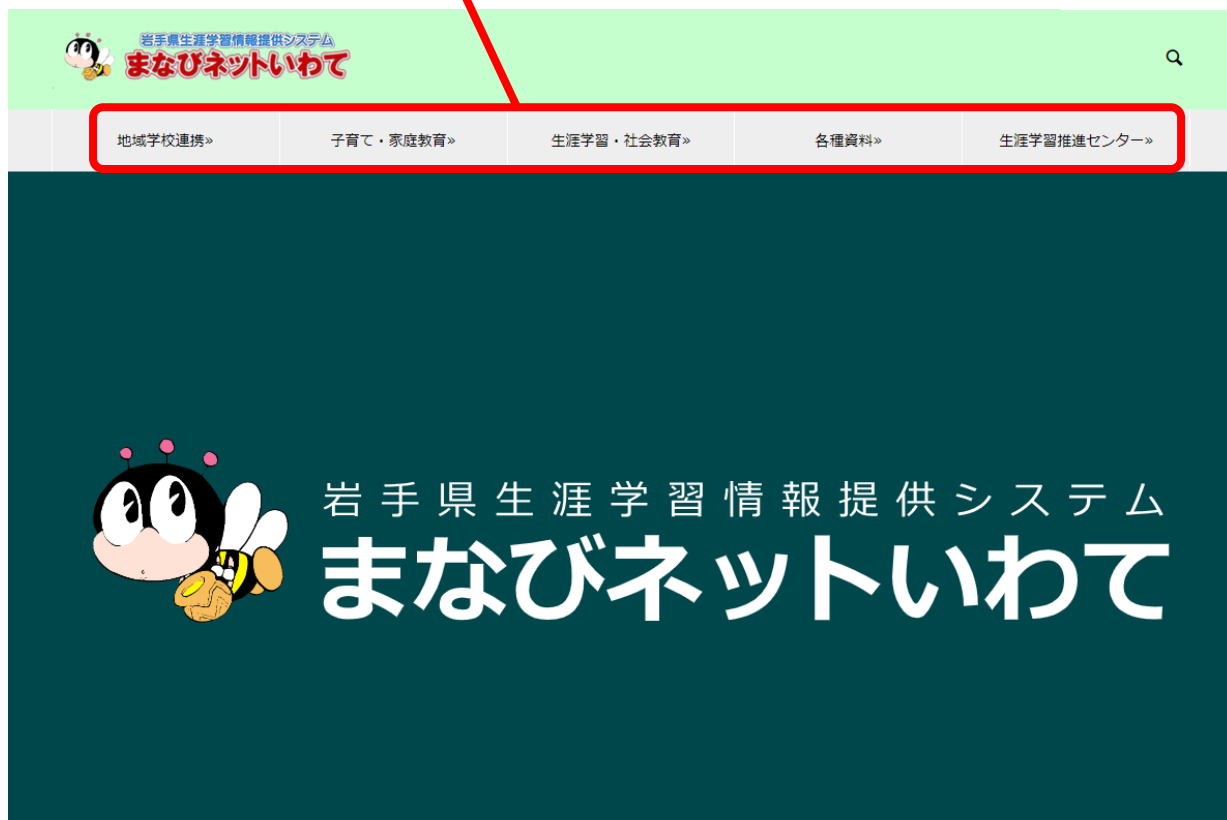 岩手県生涯学習情報提供システム
まなびネットいわて
地域学校連携» 子育て・家庭教育» 生涯学習・社会教育» 各種資料» 生涯学習推進センター»
岩手県生涯学習情報提供システム
まなびネットいわて